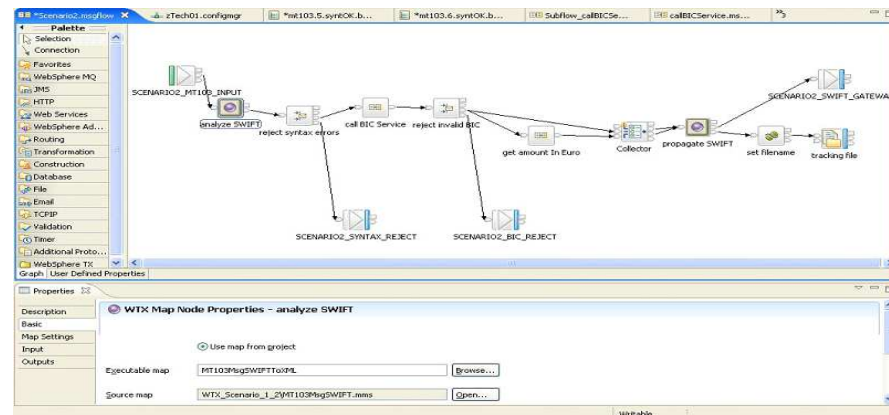 *Scenario2.msgflow
zTech01.configmgr
*mt103.5.syntOK.b...
*mt103.6.syntOK.b...
Subflow_callBICSe...
callBICService.ms...
Palette
Selection
Connection
Favorites
WebSphere MQ
JMS
HTTP
Web Services
WebSphere Ad...
Routing
Transformation
Construction
Database
File
Email
TCPIP
Validation
Timer
Additional Proto...
WebSphere TX
SCENARIO2_MT103_INPUT
analyze SWIFT
reject syntax errors
call BIC Service
reject invalid BIC
get amount In Euro
Collector
propagate SWIFT
SCENARIO2_SWIFT_GATEWA
set filename
tracking file
SCENARIO2_SYNTAX_REJECT
SCENARIO2_BIC_REJECT
Graph User Defined Properties
Properties
Description
Basic
Map Settings
Input
Outputs
WTX Map Node Properties - analyze SWIFT
Use map from project
Executable map
MT103MsgSWIFTToXML
Browse...
Source map
WTX_Scenario_1_2\MT103MsgSWIFT.mms
Open...
Writable